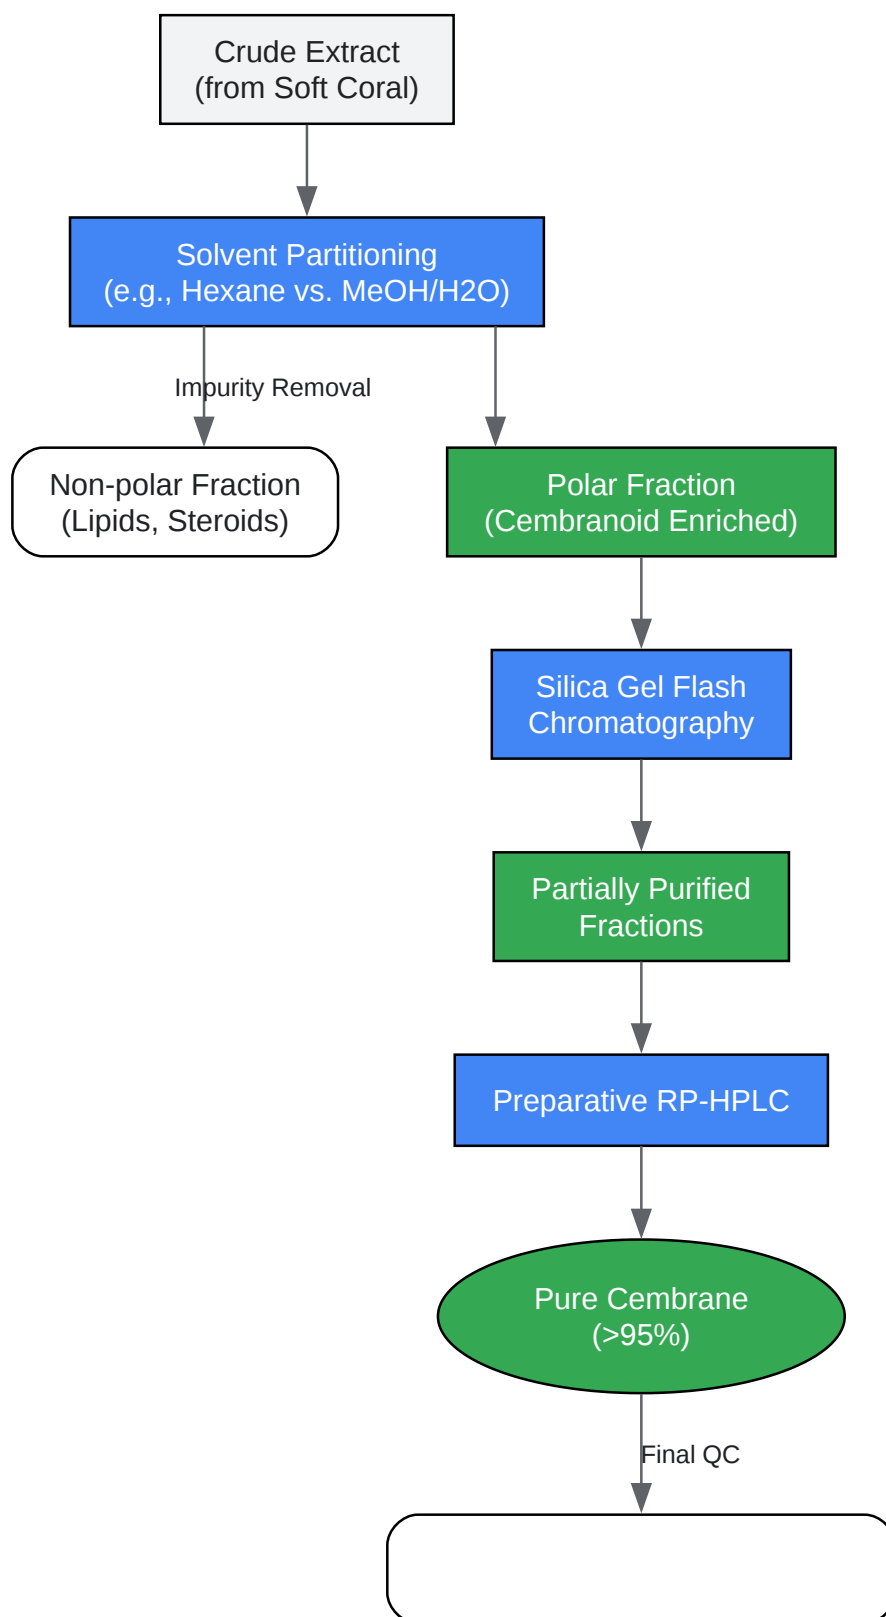 Crude Extract
(from Soft Coral)
Solvent Partitioning
(e.g., Hexane vs. MeOH/H2O)
Impurity Removal
Non-polar Fraction
(Lipids, Steroids)
Polar Fraction
(Cembranoid Enriched)
Silica Gel Flash
Chromatography
Partially Purified
Fractions
Preparative RP-HPLC
Pure Cembrane
(>95%)
Final QC